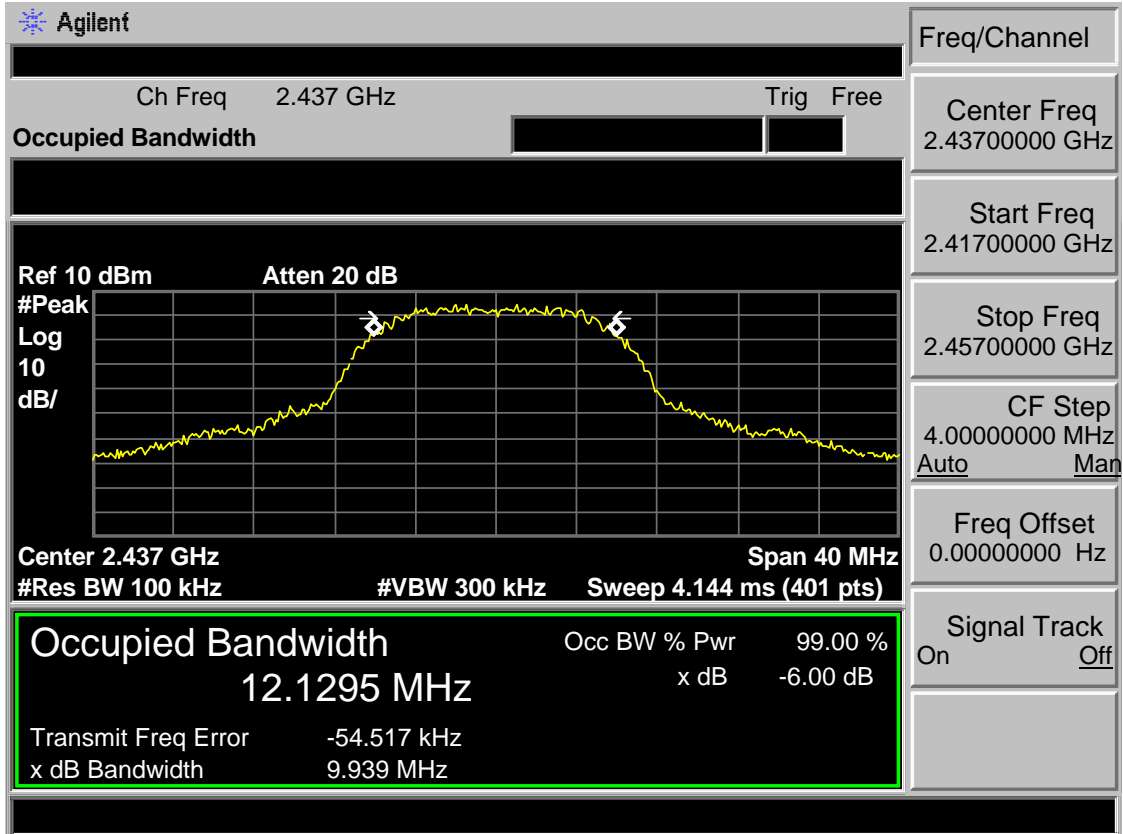 Agilent
Freq/Channel
Ch Freq 2.437 GHz Trig Free
Occupied Bandwidth
Center Freq
2.43700000 GHz
Start Freq
2.41700000 GHz
Stop Freq
2.45700000 GHz
CF Step
4.00000000 MHz
Auto Man
Freq Offset
0.00000000 Hz
Signal Track
On Off
Ref 10 dBm Atten 20 dB
#Peak
Log
10
dB/
Center 2.437 GHz Span 40 MHz
#Res BW 100 kHz #VBW 300 kHz Sweep 4.144 ms (401 pts)
Occupied Bandwidth
12.1295 MHz
Occ BW % Pwr 99.00 %
x dB -6.00 dB
Transmit Freq Error -54.517 kHz
x dB Bandwidth 9.939 MHz